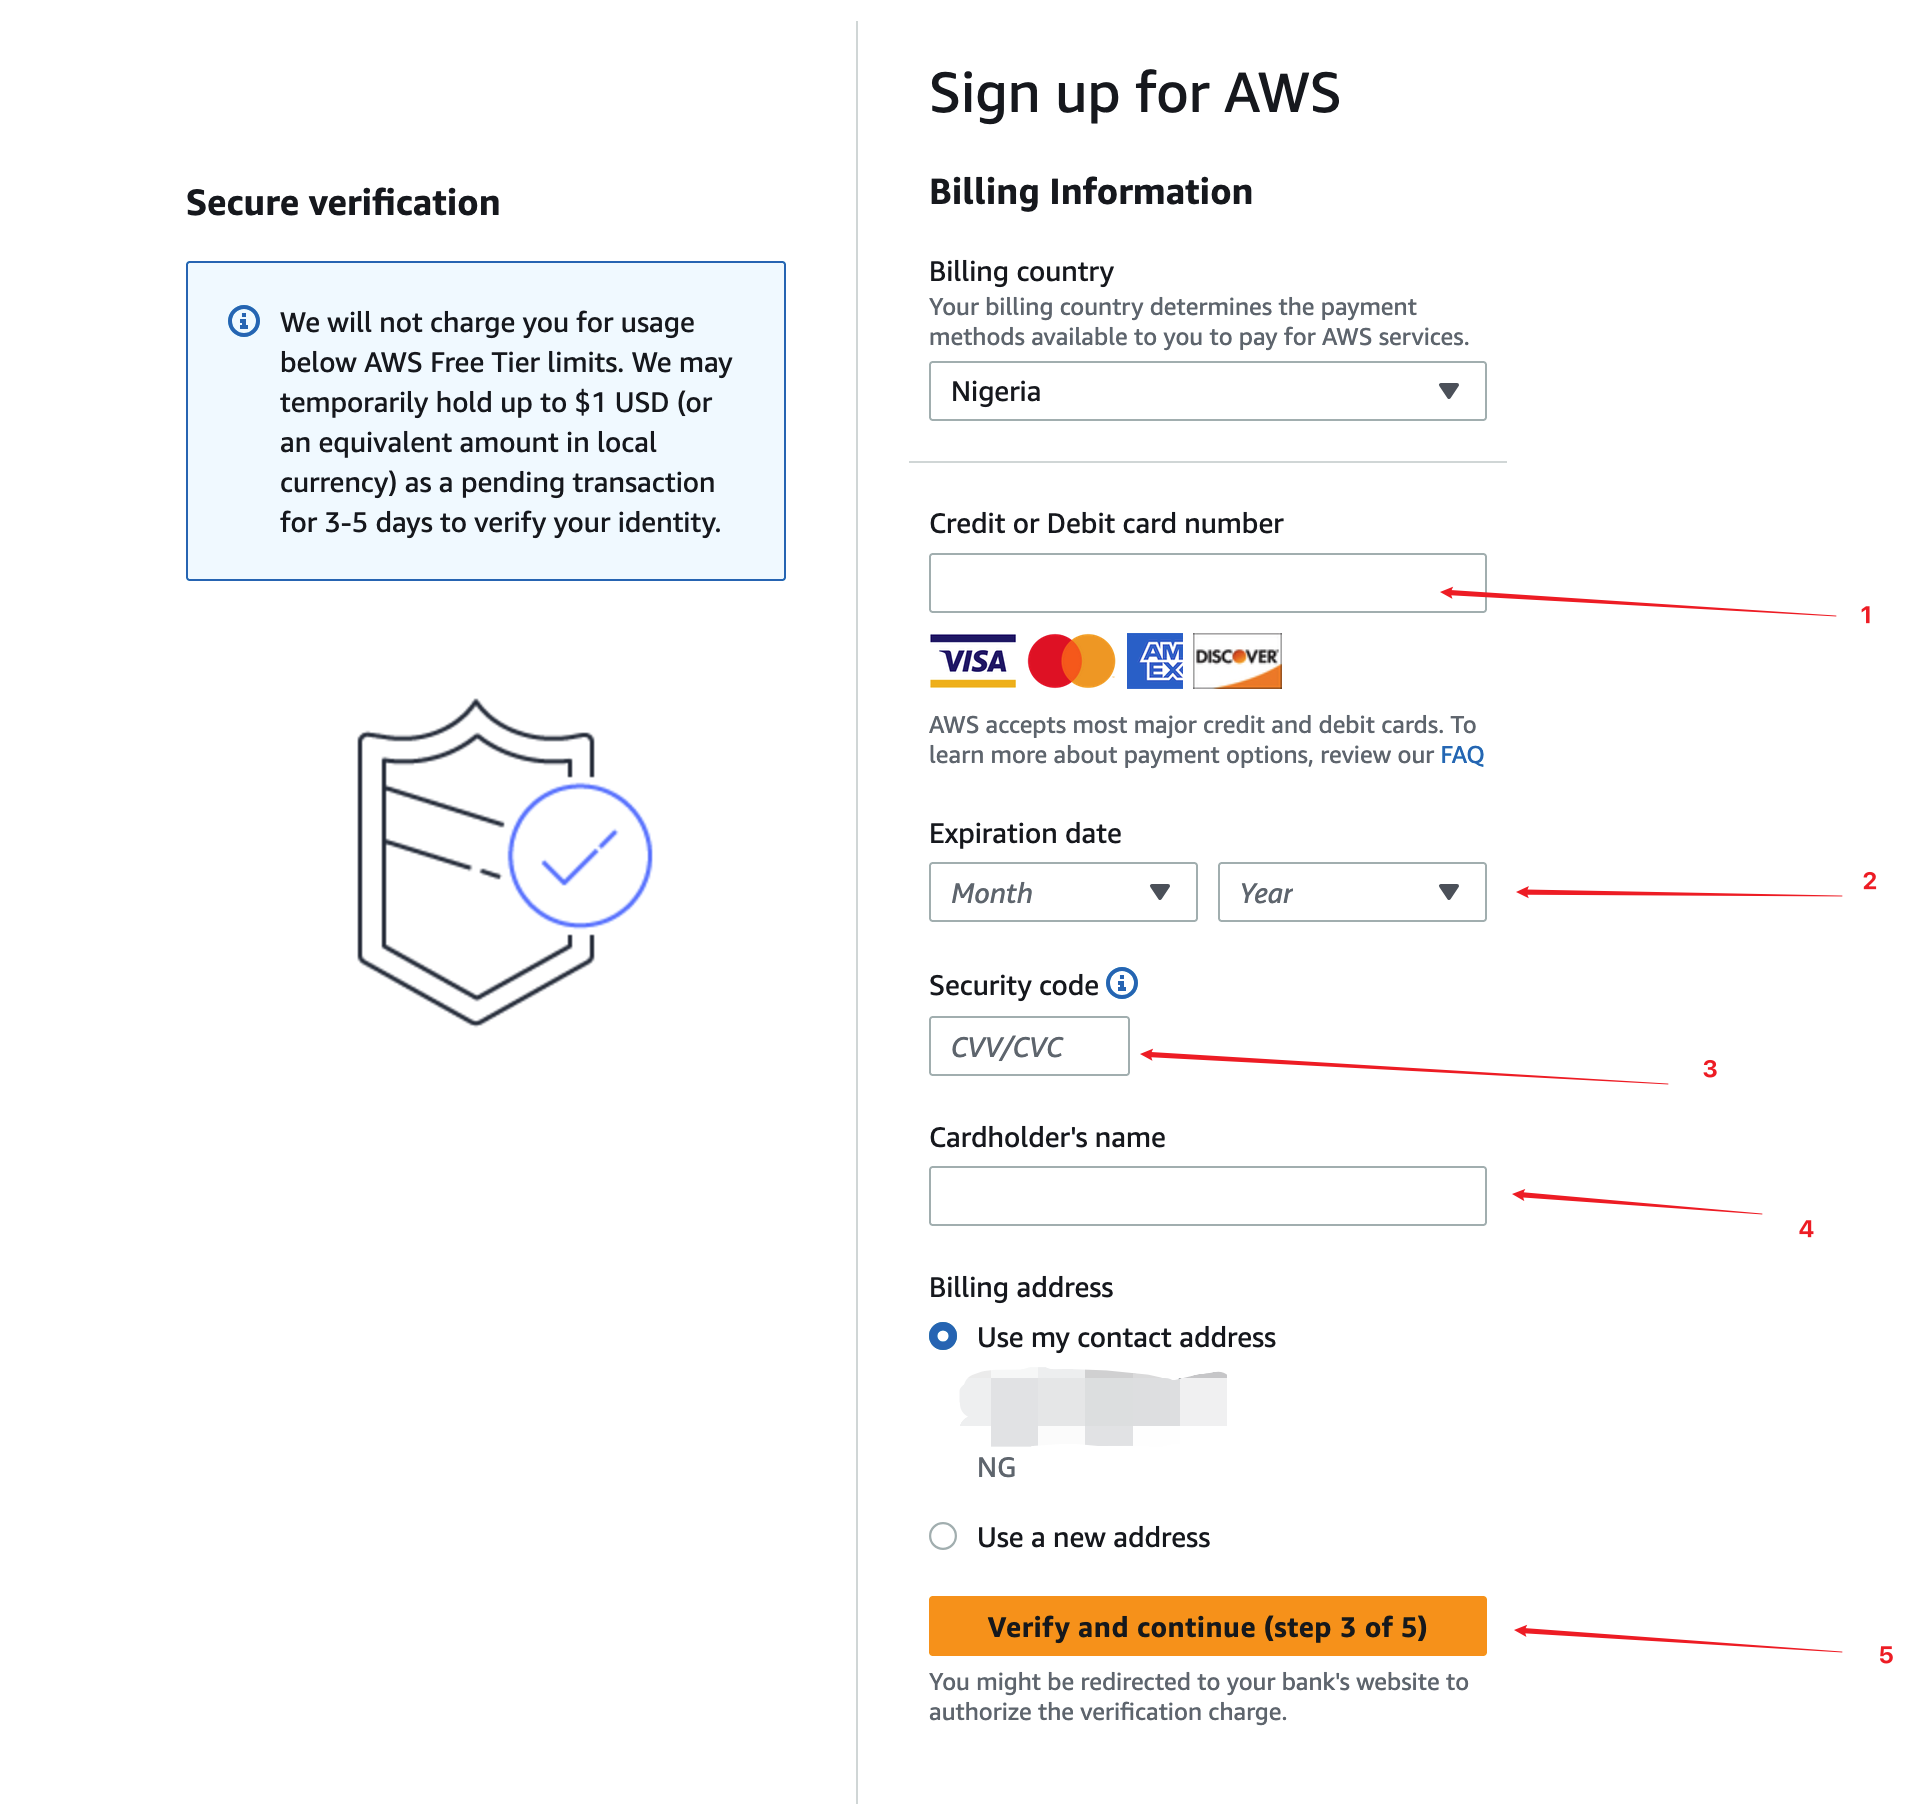 Sign up for AWS
Secure verification
We will not charge you for usage
below AWS Free Tier limits. We may
temporarily hold up to $1 USD (or
an equivalent amount in local
currency) as a pending transaction
for 3-5 days to verify your identity.
Billing Information
Billing country
Your billing country determines the payment
methods available to you to pay for AWS services.
Nigeria
Credit or Debit card number
1
VISA
AM
EX
DISCOVER
AWS accepts most major credit and debit cards. To
learn more about payment options, review our FAQ
Expiration date
Month
Year
2
Security code
CVV/CVC
3
Cardholder's name
4
Billing address
Use my contact address
NG
Use a new address
Verify and continue (step 3 of 5)
5
You might be redirected to your bank's website to
authorize the verification charge.